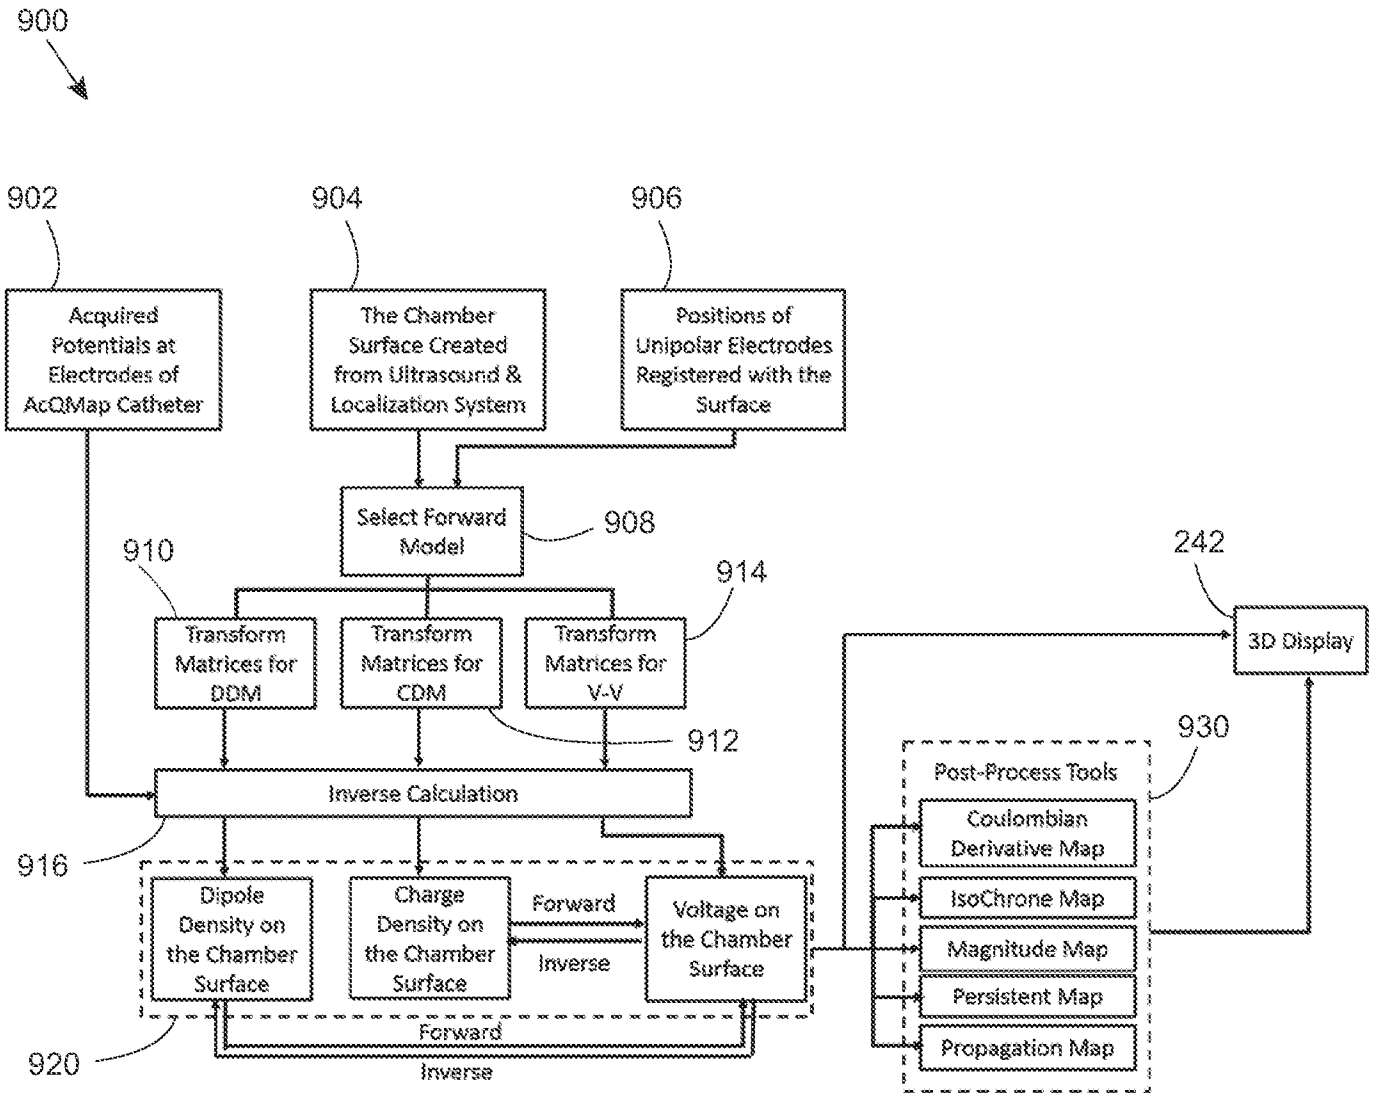 900
902
904
906
Acquired
Potentials at
Electrodes of
AcQMap Catheter
The Chamber
Surface Created
from Ultrasound &
Localization System
Positions of
Unipolar Electrodes
Registered with the
Surface
Select Forward
Model
908
910
914
242
Transform
Matrices for
DDM
Transform
Matrices for
CDM
Transform
Matrices for
V-V
3D Display
912
930
Inverse Calculation
916
Post-Process Tools
Coulombian
Derivative Map
IsoChrone Map
Magnitude Map
Persistent Map
Propagation Map
Dipole
Density on
the Chamber
Surface
Charge
Density on
the Chamber
Surface
Forward
Inverse
Voltage on
the Chamber
Surface
Forward
Inverse
920